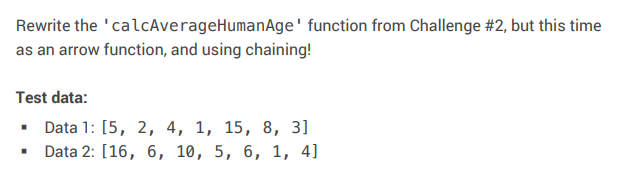 Rewrite the 'calcAverageHumanAge' function from Challenge #2, but this time
as an arrow function, and using chaining!
Test data:
▪ Data 1: [5, 2, 4, 1, 15, 8, 3]
▪ Data 2: [16, 6, 10, 5, 6, 1, 4]